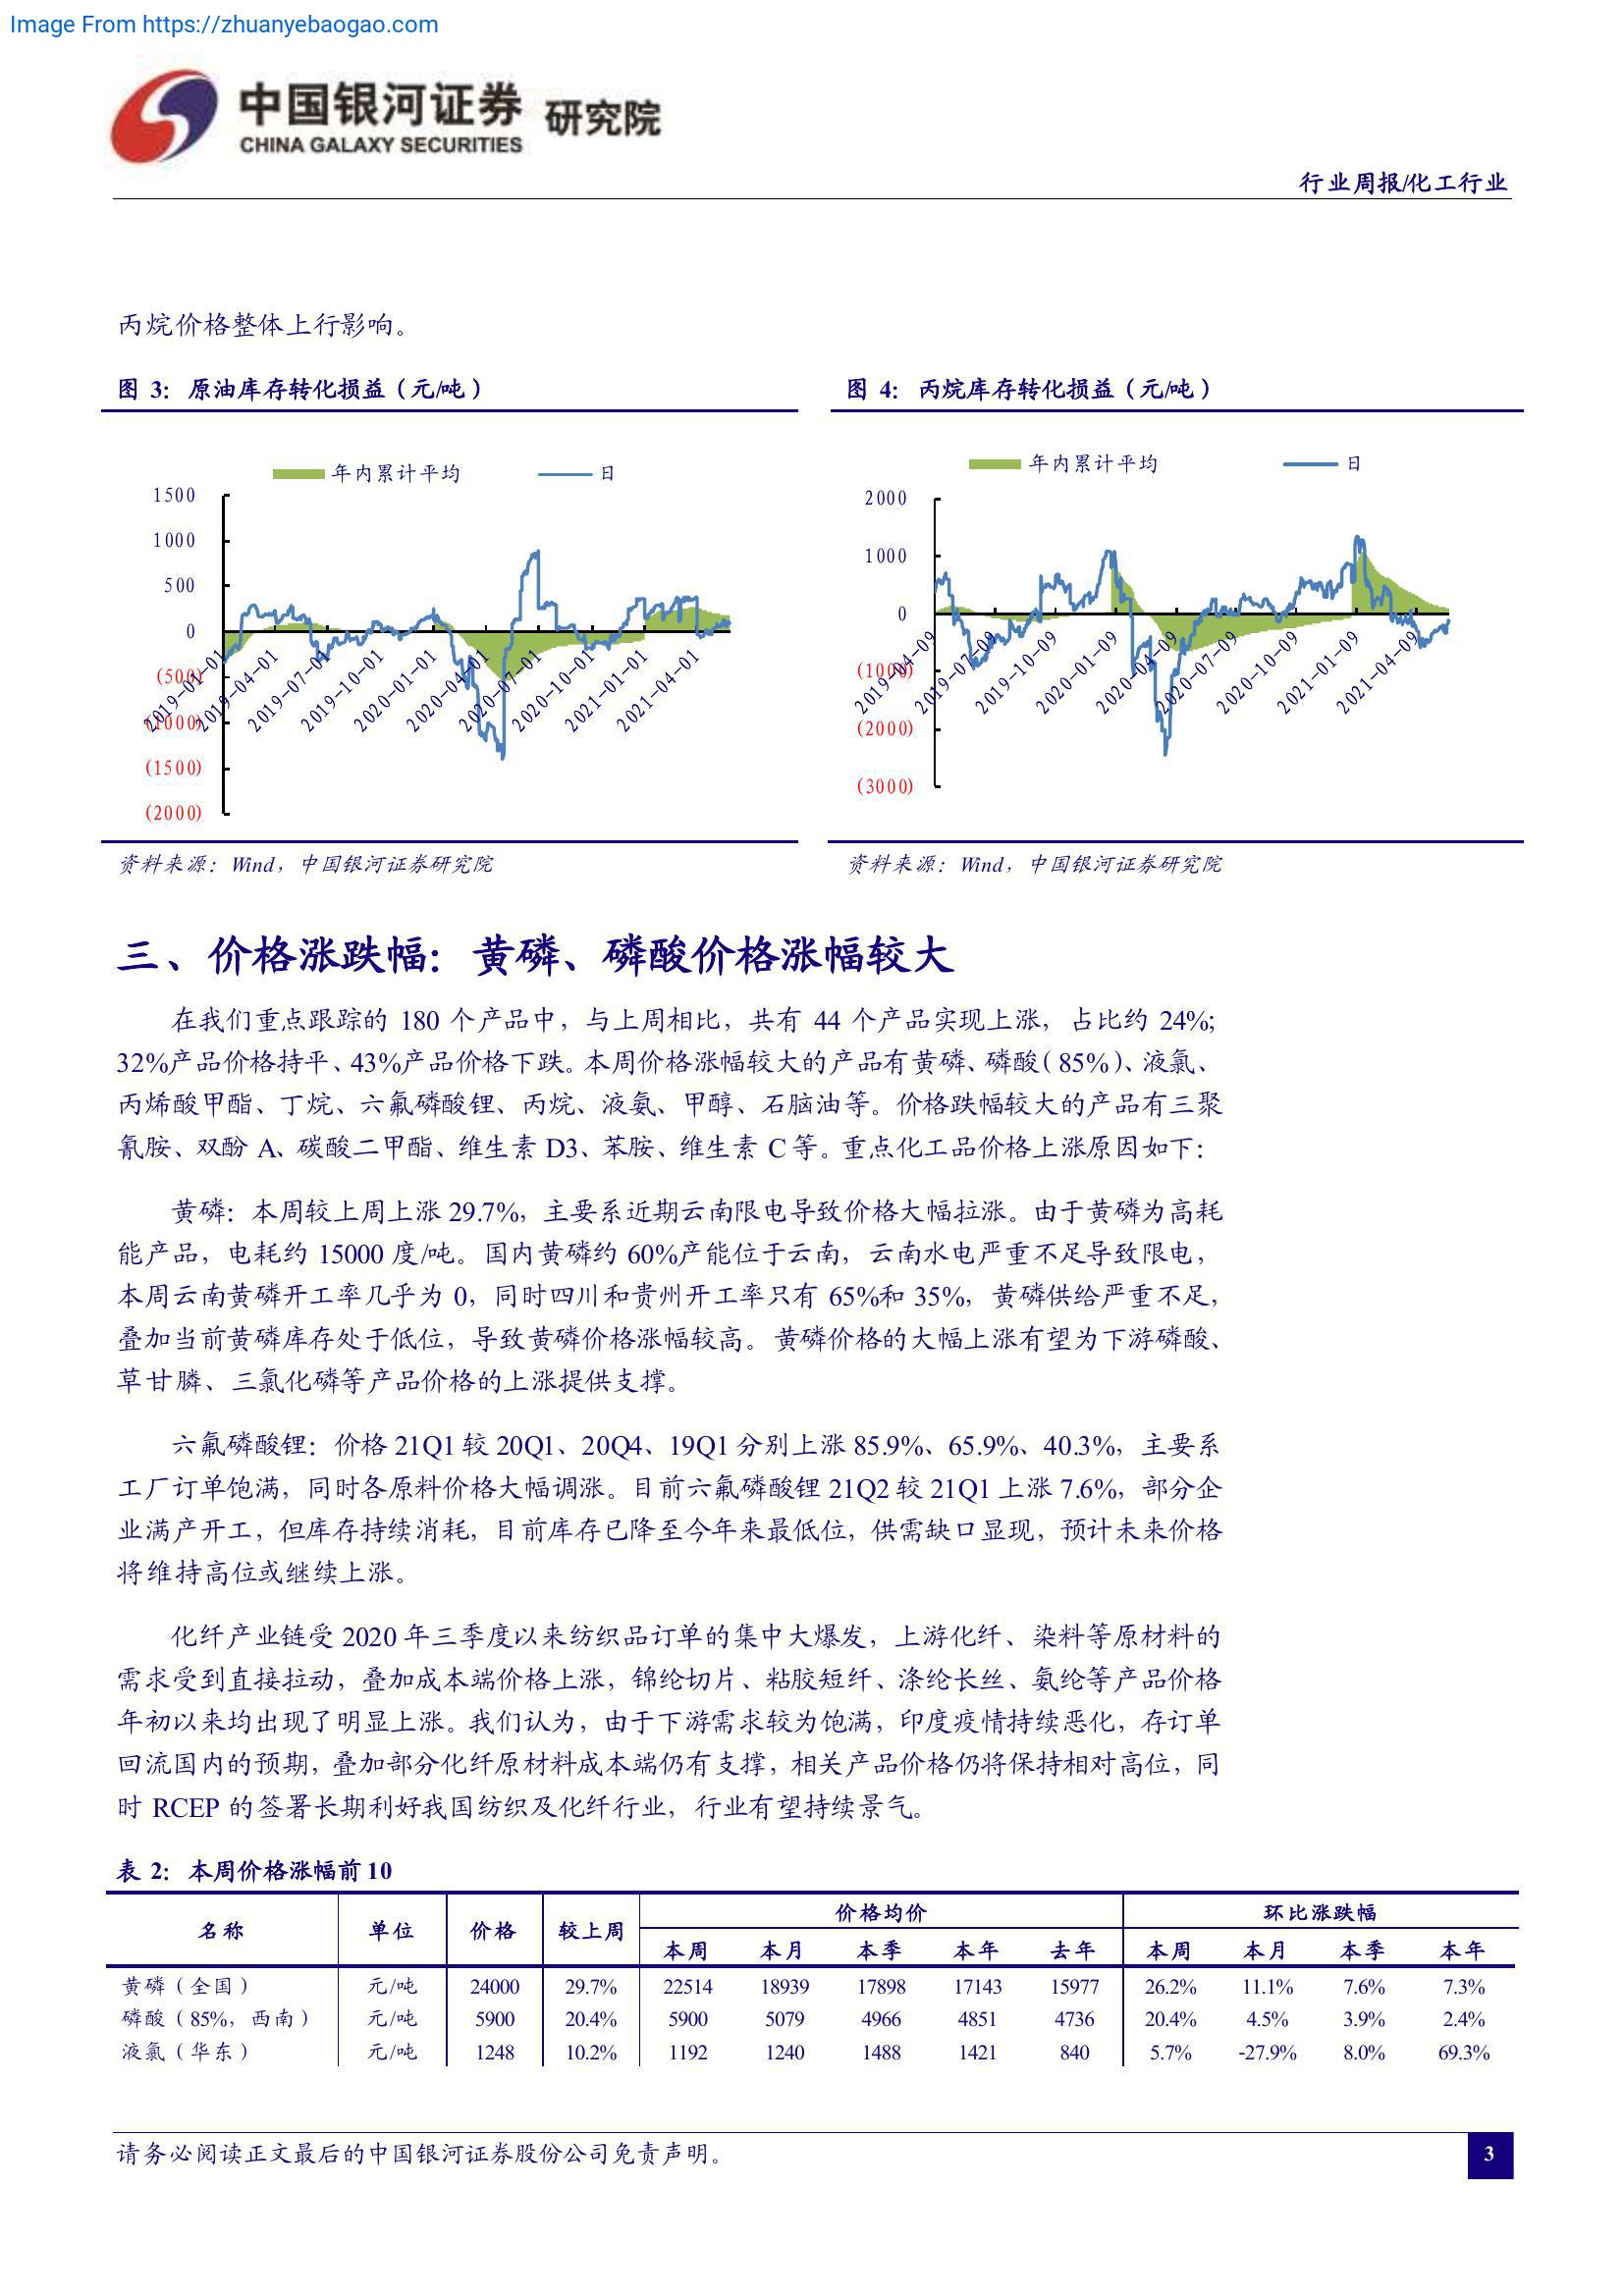 Image From https://zhuanyebaogao.com
中国银河证券 研究院
CHINA GALAXY SECURITIES
行业周报/化工行业
丙烷价格整体上行影响。
图 3：原油库存转化损益（元/吨）
年内累计平均 日
1500
1000
500
0
(500)
(1000)
(1500)
(2000)
2019-01-01 2019-04-01 2019-07-01 2019-10-01 2020-01-01 2020-04-01 2020-07-01 2020-10-01 2021-01-01 2021-04-01
资料来源：Wind，中国银河证券研究院
图 4：丙烷库存转化损益（元/吨）
年内累计平均 日
2000
1000
0
(1000)
(2000)
(3000)
2019-04-09 2019-07-09 2019-10-09 2020-01-09 2020-04-09 2020-07-09 2020-10-09 2021-01-09 2021-04-09
资料来源：Wind，中国银河证券研究院
三、价格涨跌幅：黄磷、磷酸价格涨幅较大
在我们重点跟踪的 180 个产品中，与上周相比，共有 44 个产品实现上涨，占比约 24%;
32%产品价格持平、43%产品价格下跌。本周价格涨幅较大的产品有黄磷、磷酸（85%）、液氯、
丙烯酸甲酯、丁烷、六氟磷酸锂、丙烷、液氨、甲醇、石脑油等。价格跌幅较大的产品有三聚
氰胺、双酚 A、碳酸二甲酯、维生素 D3、苯胺、维生素 C 等。重点化工品价格上涨原因如下：
黄磷：本周较上周上涨 29.7%，主要系近期云南限电导致价格大幅拉涨。由于黄磷为高耗
能产品，电耗约 15000 度/吨。国内黄磷约 60%产能位于云南，云南水电严重不足导致限电，
本周云南黄磷开工率几乎为 0，同时四川和贵州开工率只有 65%和 35%，黄磷供给严重不足，
叠加当前黄磷库存处于低位，导致黄磷价格涨幅较高。黄磷价格的大幅上涨有望为下游磷酸、
草甘膦、三氯化磷等产品价格的上涨提供支撑。
六氟磷酸锂：价格 21Q1 较 20Q1、20Q4、19Q1 分别上涨 85.9%、65.9%、40.3%，主要系
工厂订单饱满，同时各原料价格大幅调涨。目前六氟磷酸锂 21Q2 较 21Q1 上涨 7.6%，部分企
业满产开工，但库存持续消耗，目前库存已降至今年来最低位，供需缺口显现，预计未来价格
将维持高位或继续上涨。
化纤产业链受 2020 年三季度以来纺织品订单的集中大爆发，上游化纤、染料等原材料的
需求受到直接拉动，叠加成本端价格上涨，锦纶切片、粘胶短纤、涤纶长丝、氨纶等产品价格
年初以来均出现了明显上涨。我们认为，由于下游需求较为饱满，印度疫情持续恶化，存订单
回流国内的预期，叠加部分化纤原材料成本端仍有支撑，相关产品价格仍将保持相对高位，同
时 RCEP 的签署长期利好我国纺织及化纤行业，行业有望持续景气。
表 2：本周价格涨幅前 10
名称 单位 价格 较上周 价格均价 环比涨跌幅
本周 本月 本季 本年 去年 本周 本月 本季 本年
黄磷（全国） 元/吨 24000 29.7% 22514 18939 17898 17143 15977 26.2% 11.1% 7.6% 7.3%
磷酸（85%，西南） 元/吨 5900 20.4% 5900 5079 4966 4851 4736 20.4% 4.5% 3.9% 2.4%
液氯（华东） 元/吨 1248 10.2% 1192 1240 1488 1421 840 5.7% -27.9% 8.0% 69.3%
请务必阅读正文最后的中国银河证券股份公司免责声明。
3